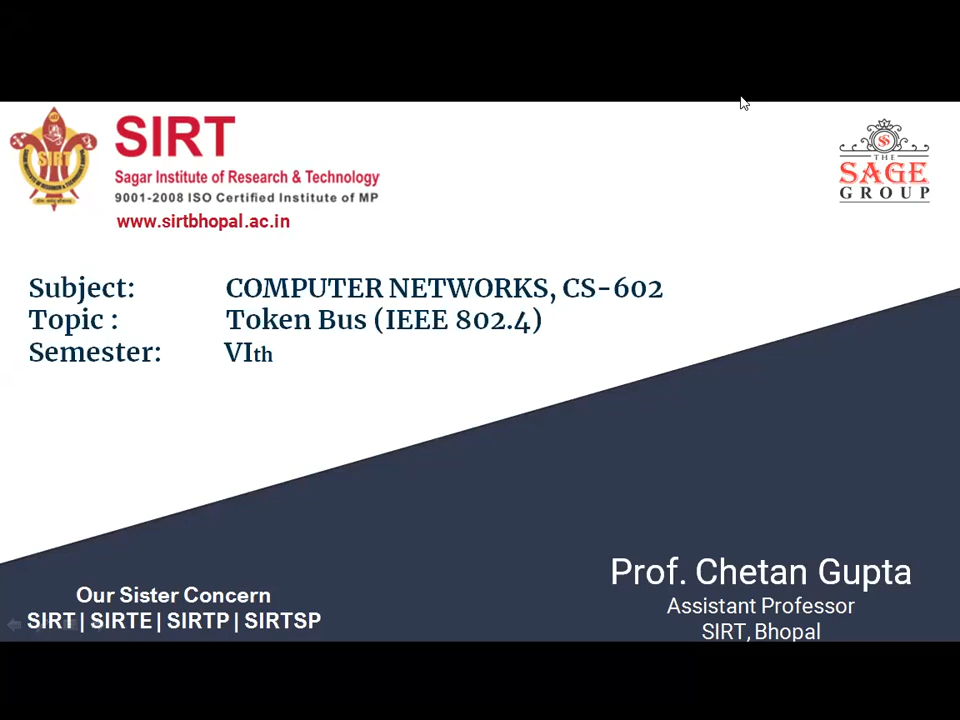 SIRT
Sagar Institute of Research & Technology
9001-2008 ISO Certified Institute of MP
www.sirtbhopal.ac.in
SIRT
THE
SAGE
GROUP
Subject: COMPUTER NETWORKS, CS-602
Topic : Token Bus (IEEE 802.4)
Semester: VIth
Prof. Chetan Gupta
Assistant Professor
SIRT, Bhopal
Our Sister Concern
SIRT | SIRTE | SIRTP | SIRTSP